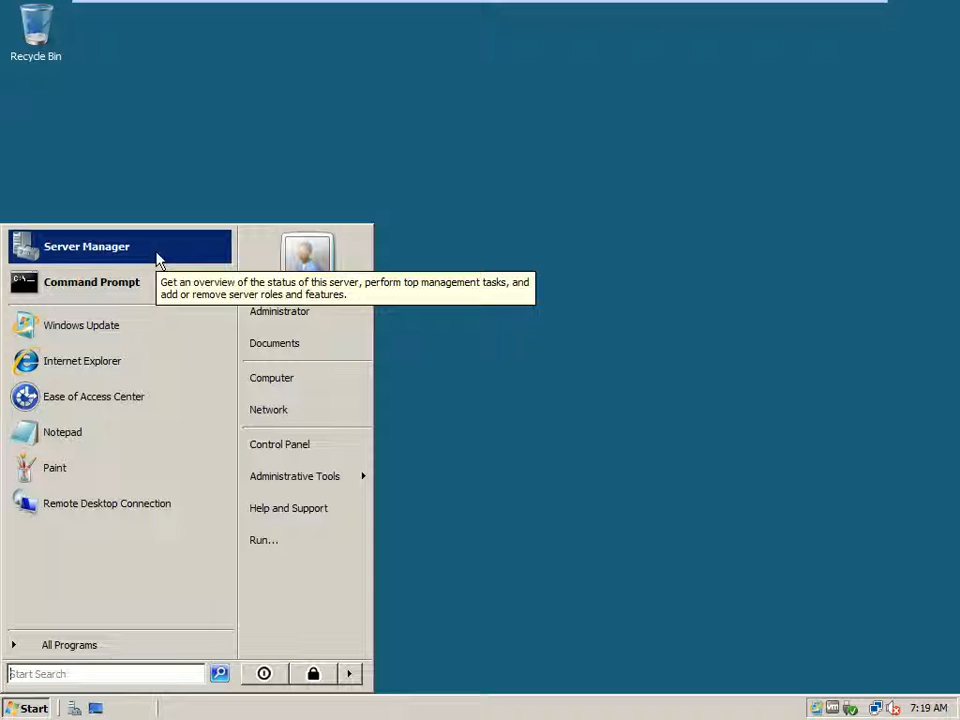 Recycle Bin
Server Manager
Command Prompt
Get an overview of the status of this server, perform top management tasks, and
add or remove server roles and features.
Windows Update
Internet Explorer
Ease of Access Center
Notepad
Paint
Remote Desktop Connection
All Programs
Start Search
Administrator
Documents
Computer
Network
Control Panel
Administrative Tools
Help and Support
Run...
Start
7:19 AM